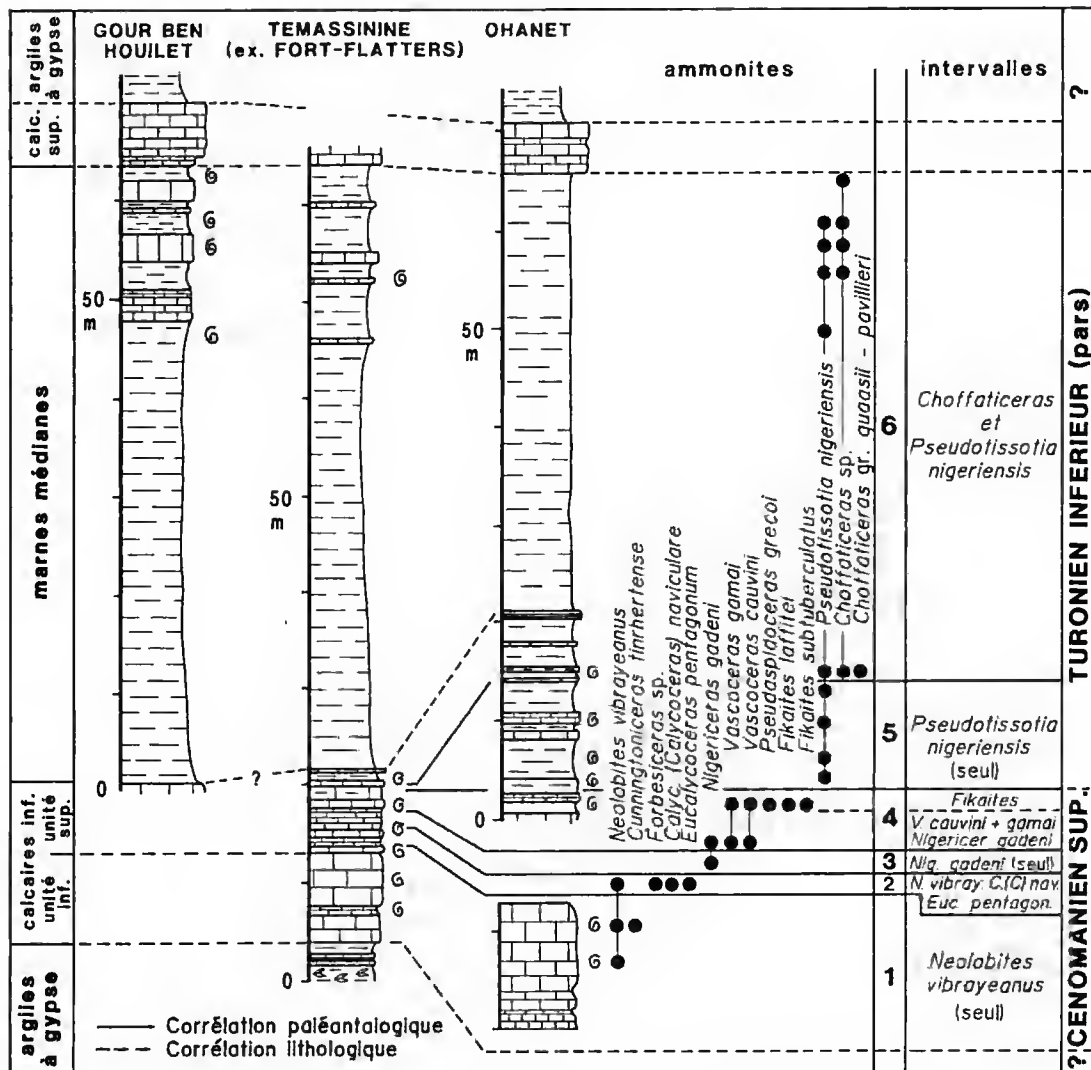 GOUR BEN
HOUILET
TEMASSININE
(ex. FORT-FLATTERS)
OHANET
ammonites
intervalles
argiles
à gypse
calc.
sup.
marnes médianes
calcaires inf.
unité
sup.
unité
inf.
argiles
à gypse
50
m
0
?
50
m
0
50
m
0
Neolobites vibrayeanus
Cunningtoniceras tinrhertense
Forbesiceras sp.
Calyc. (Calycoceras) naviculare
Eucalycoceras pentagonum
Nigericeras gadeni
Vascoceras gamai
Vascoceras cauvini
Pseudaspidoceras grecoi
Fikaites laffitei
Fikaites subtuberculatus
Pseudotissotia nigeriensis
Choffaticeras sp.
Choffaticeras gr. quaasii - pavillieri
6
5
4
3
2
1
Choffaticeras
et
Pseudotissotia
nigeriensis
Pseudotissotia
nigeriensis
(seul)
Fikaites
V. cauvini + gamai
Nigericer gadeni
Nig. gadeni (seul)
N. vibray. C.(C) nav.
Euc. pentagon.
Neolobites
vibrayeanus
(seul)
?
TURONIEN INFERIEUR (pars)
?CENOMANIEN SUP.
Corrélation paléantologique
Corrélation lithologique